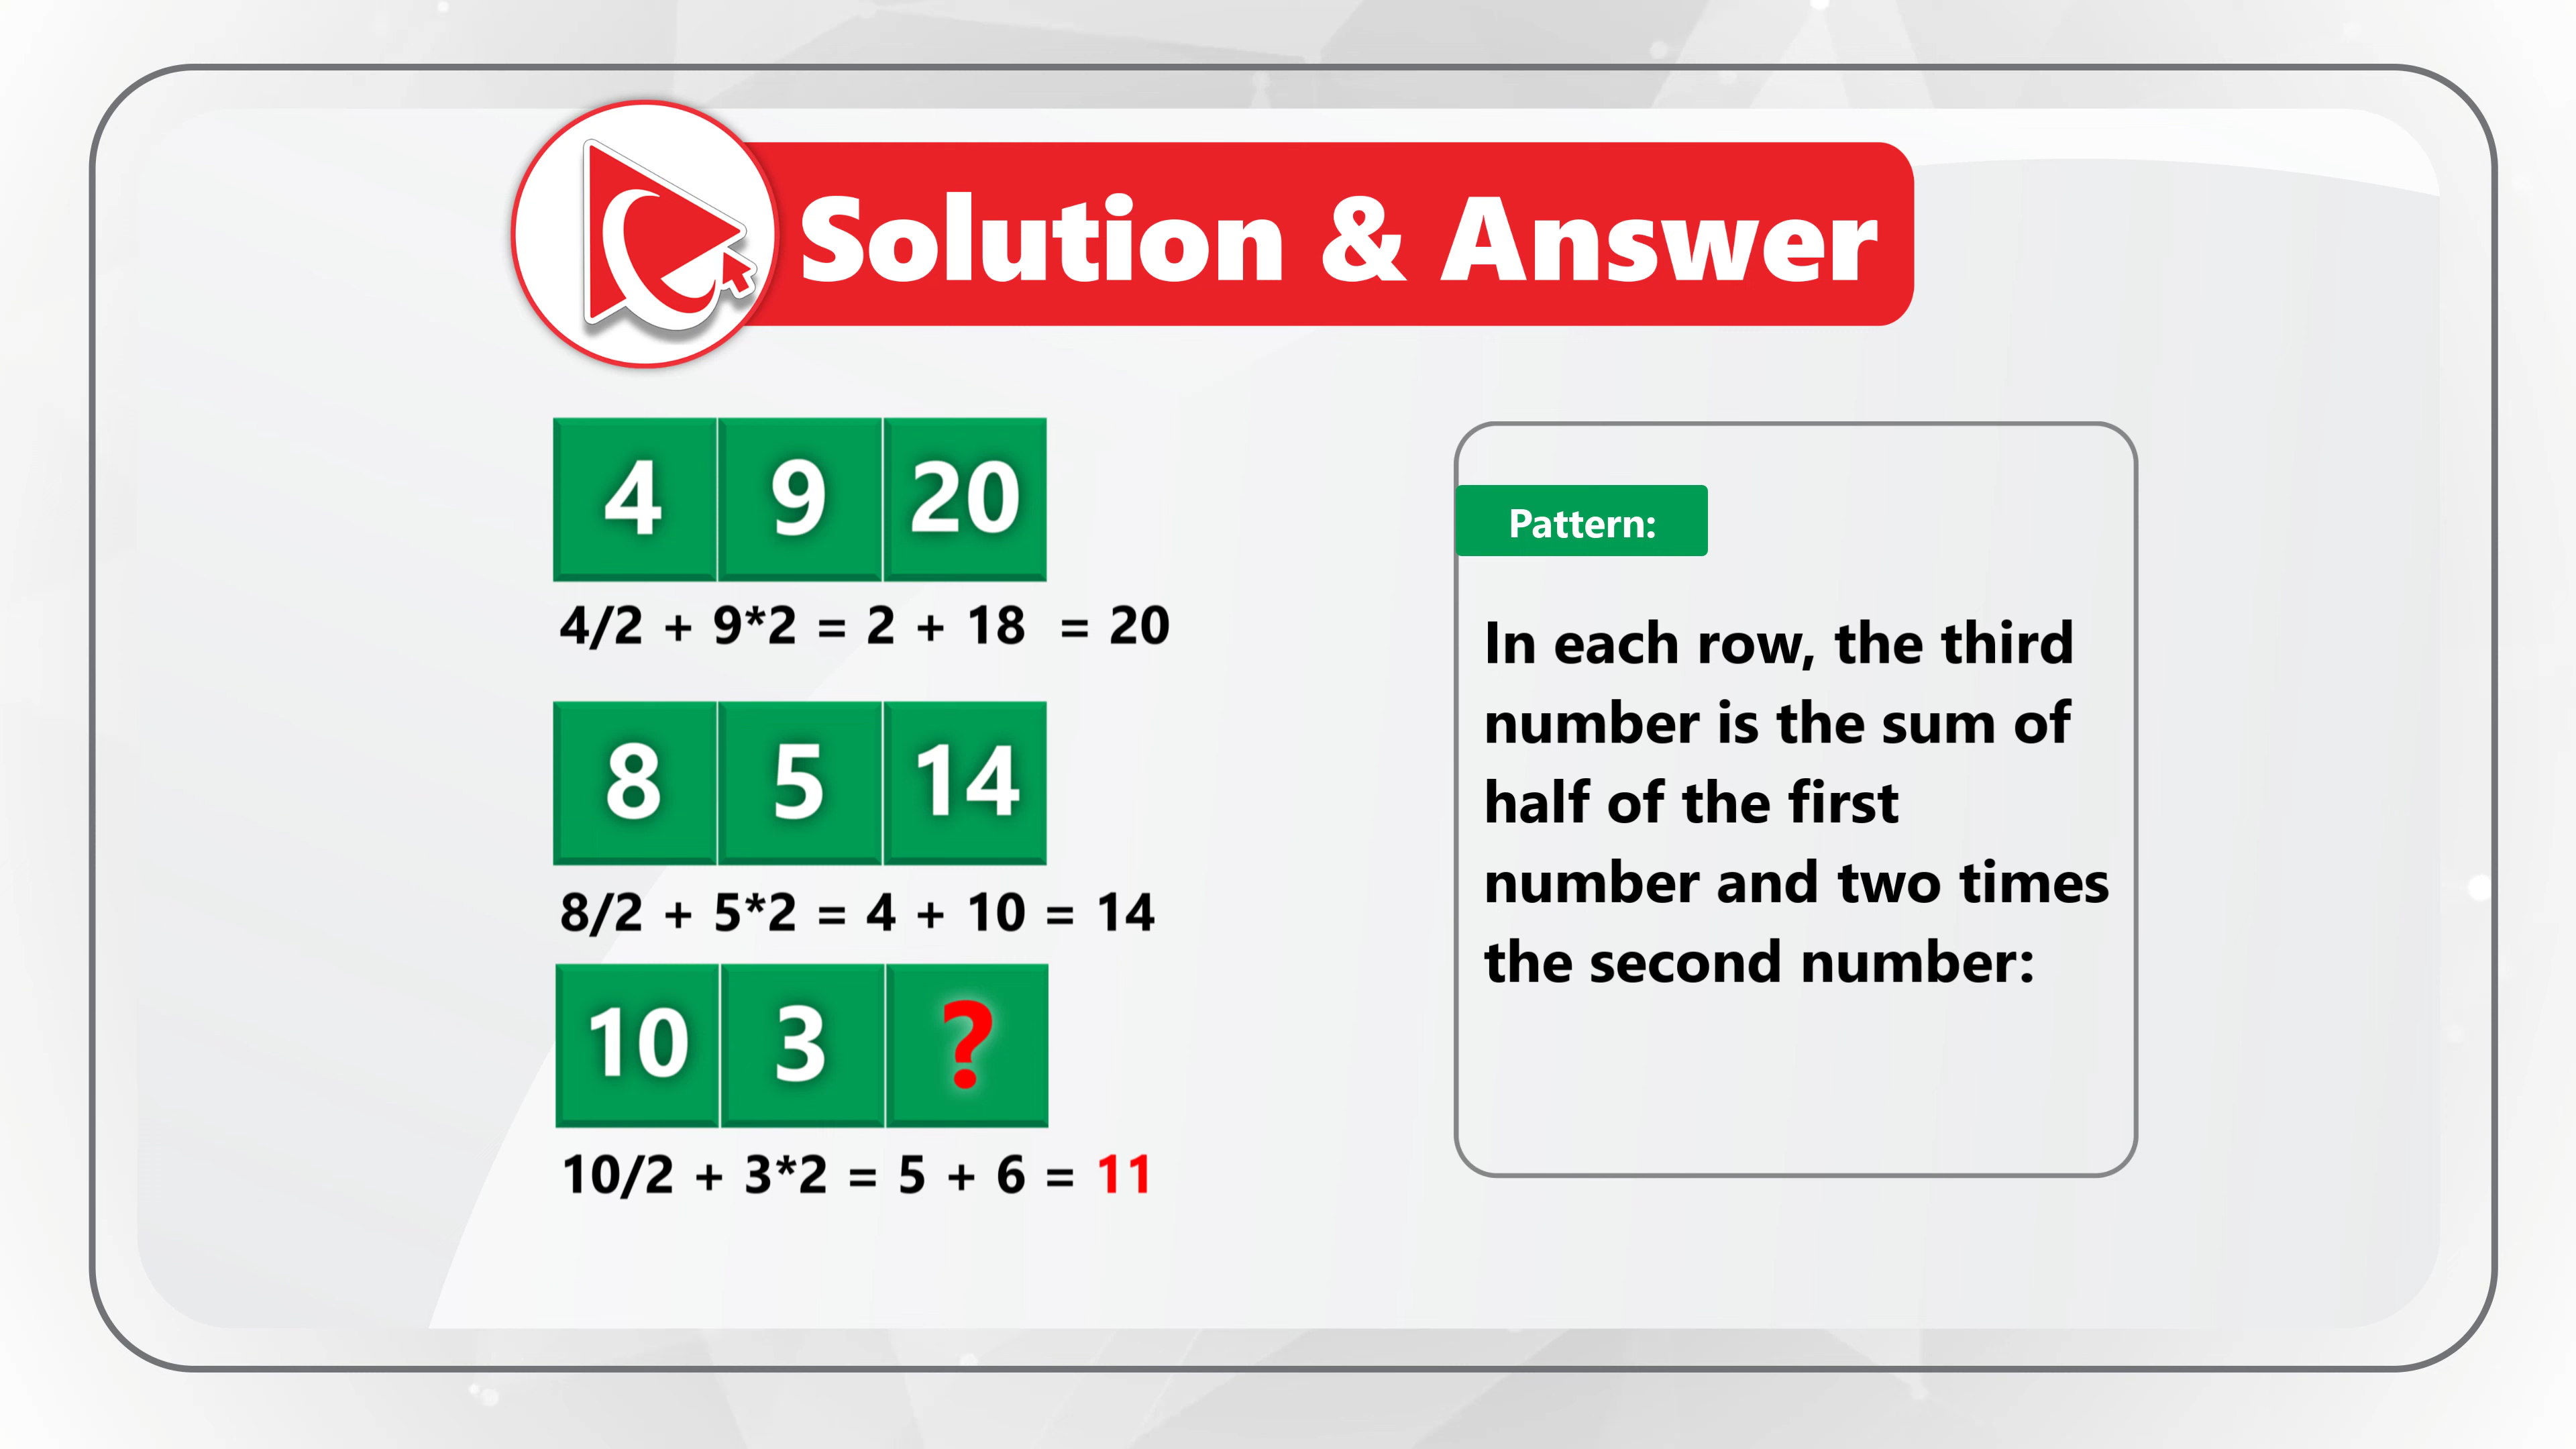 Solution & Answer
4 9 20
4/2 + 9*2 = 2 + 18 = 20
8 5 14
8/2 + 5*2 = 4 + 10 = 14
10 3 ?
10/2 + 3*2 = 5 + 6 = 11
Pattern:
In each row, the third
number is the sum of
half of the first
number and two times
the second number: